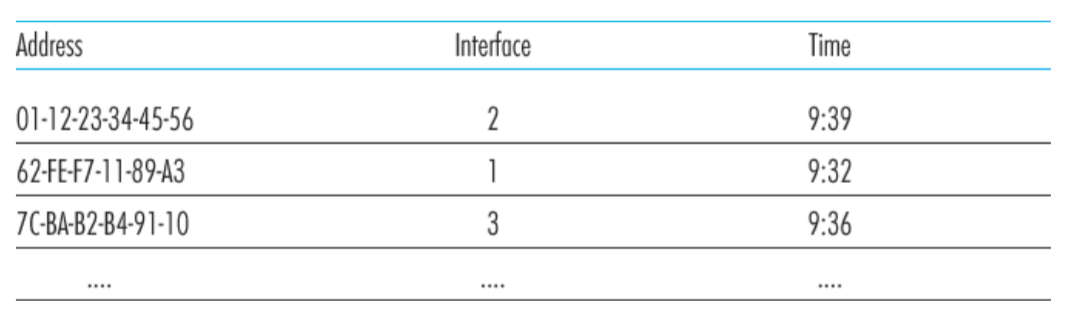 Address Interface Time
01-12-23-34-45-56 2 9:39
62-FE-F7-11-89-A3 1 9:32
7C-BA-B2-B4-91-10 3 9:36
.... .... ....